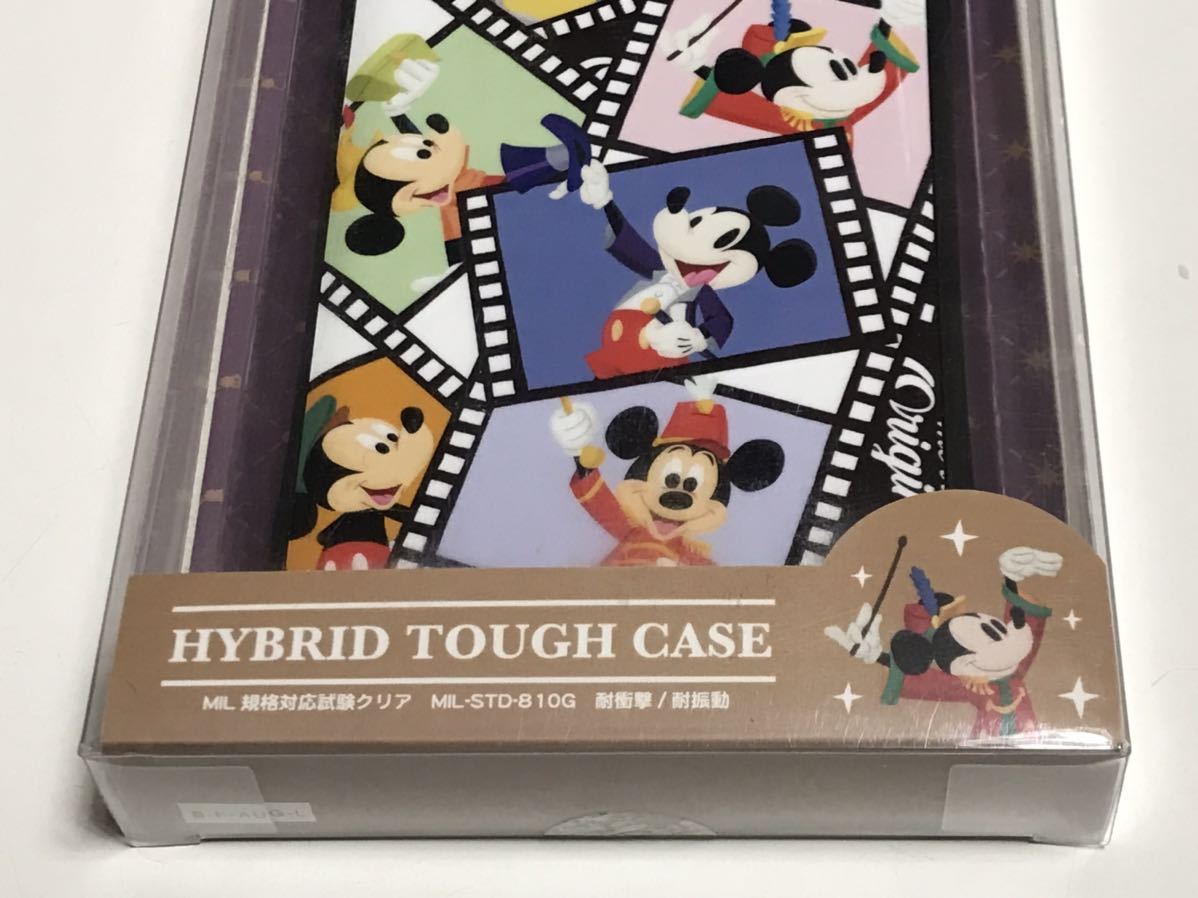 HYBRID TOUGH CASE
MIL 規格対応試験クリア MIL-STD-810G 耐衝撃 / 耐振動